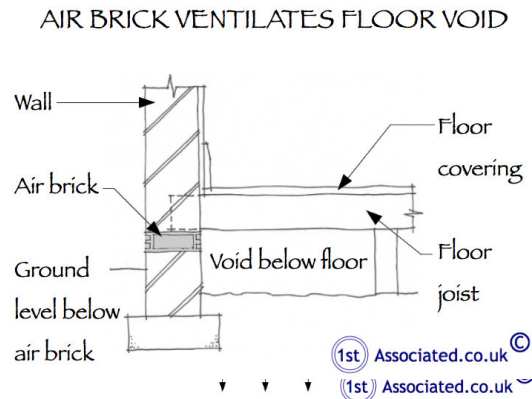 AIR BRICK VENTILATES FLOOR VOID
Wall
Floor
covering
Air brick
Void below floor
Floor
joist
Ground
level below
air brick
1st Associated.co.uk ©
1st Associated.co.uk